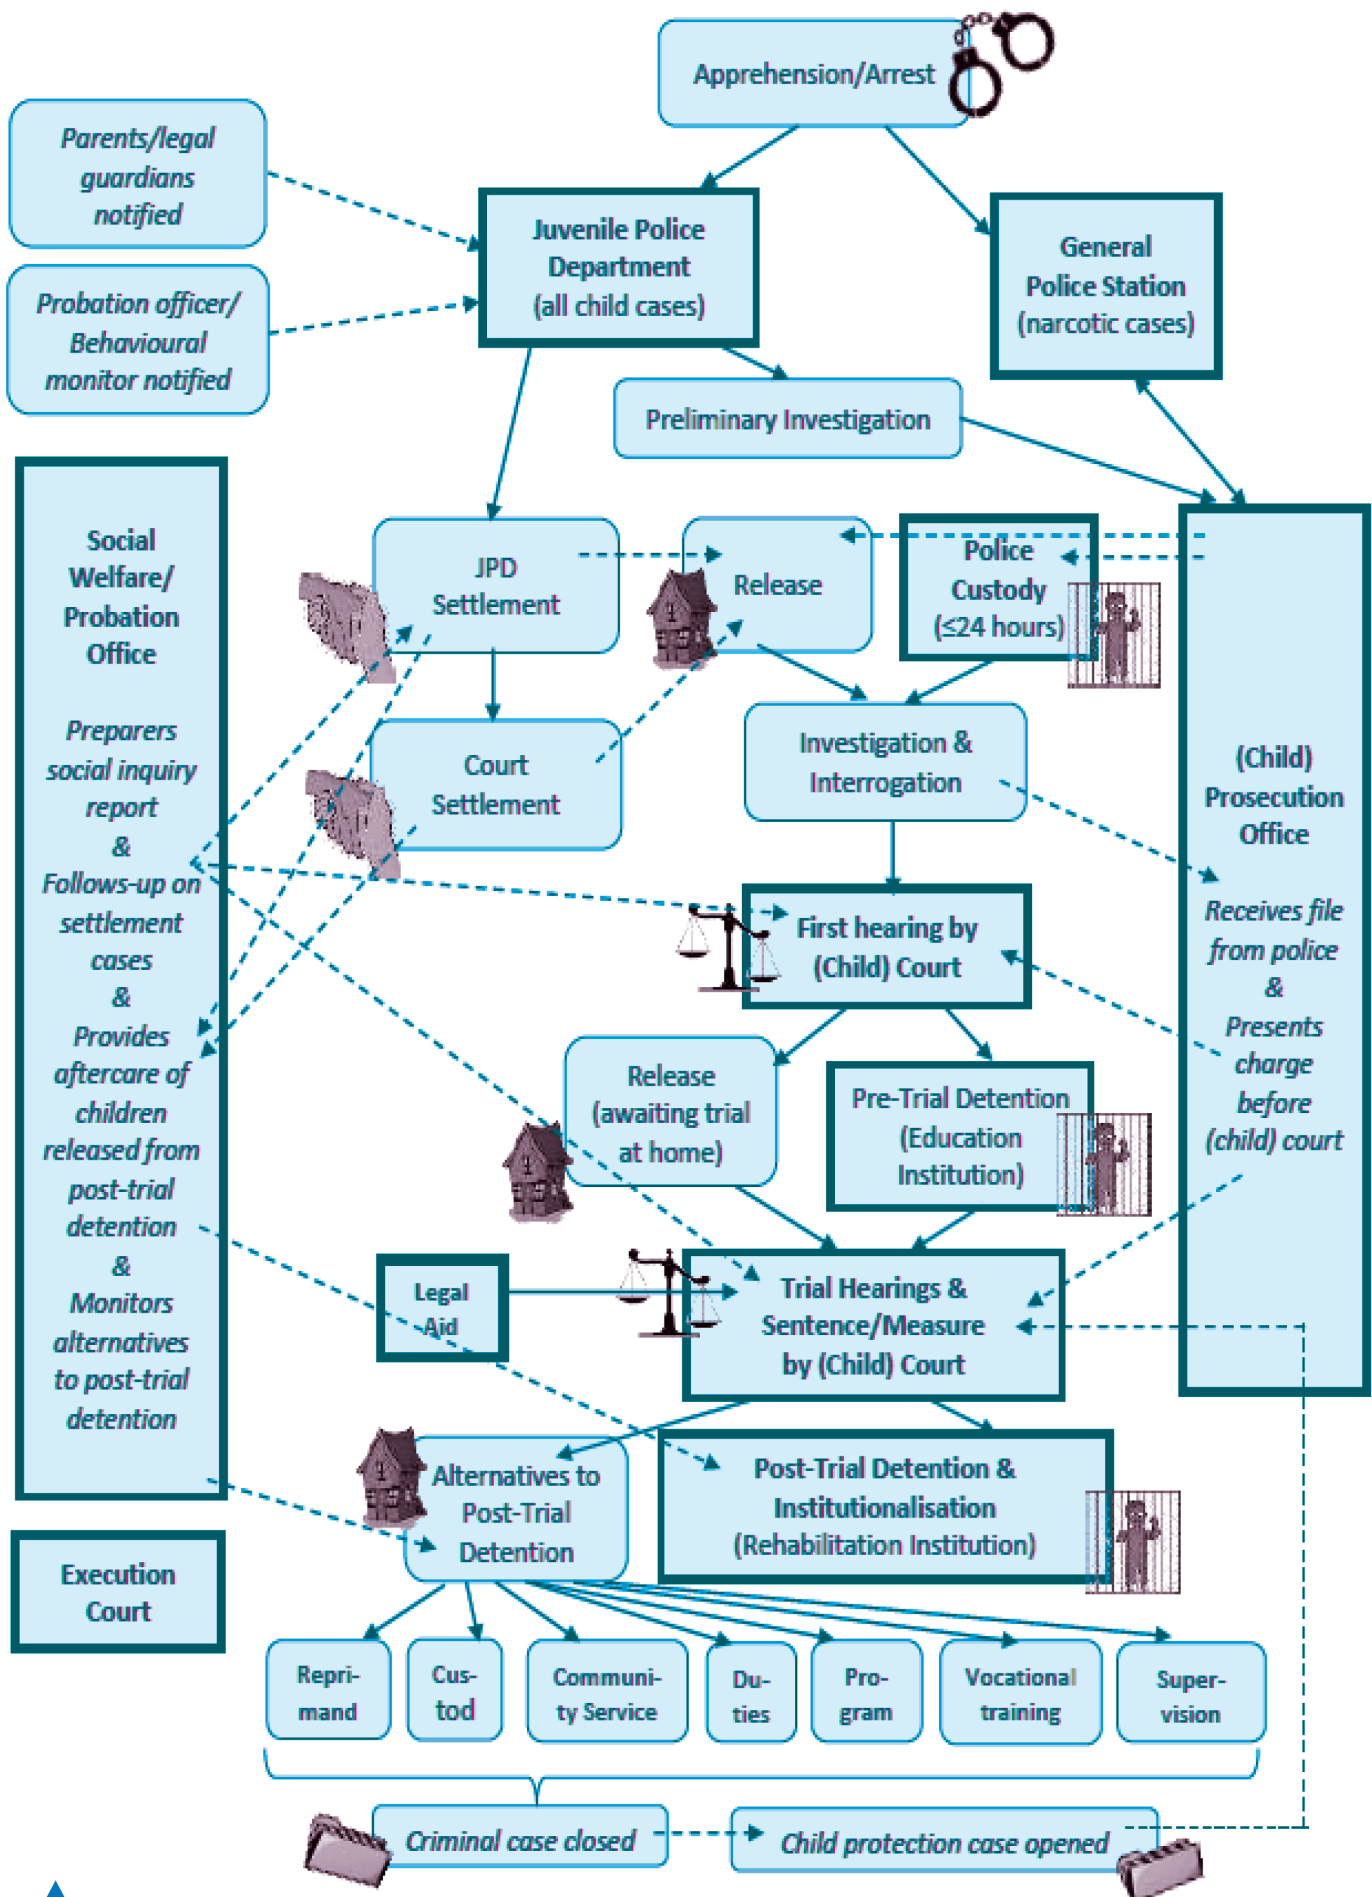 Apprehension/Arrest
Parents/legal
guardians
notified
Juvenile Police
Department
(all child cases)
General
Police Station
(narcotic cases)
Probation officer/
Behavioural
monitor notified
Preliminary Investigation
Social
Welfare/
Probation
Office
Preparers
social inquiry
report
&
Follows-up on
settlement
cases
&
Provides
aftercare of
children
released from
post-trial
detention
&
Monitors
alternatives
to post-trial
detention
JPD
Settlement
Release
Police
Custody
(≤24 hours)
Court
Settlement
Investigation &
Interrogation
(Child)
Prosecution
Office
Receives file
from police
&
Presents
charge
before
(child) court
First hearing by
(Child) Court
Release
(awaiting trial
at home)
Pre-Trial Detention
(Education
Institution)
Legal
Aid
Trial Hearings &
Sentence/Measure
by (Child) Court
Alternatives to
Post-Trial
Detention
Post-Trial Detention &
Institutionalisation
(Rehabilitation Institution)
Execution
Court
Repri-
mand
Cus-
tod
Communi-
ty Service
Du-
ties
Pro-
gram
Vocational
training
Super-
vision
Criminal case closed
Child protection case opened